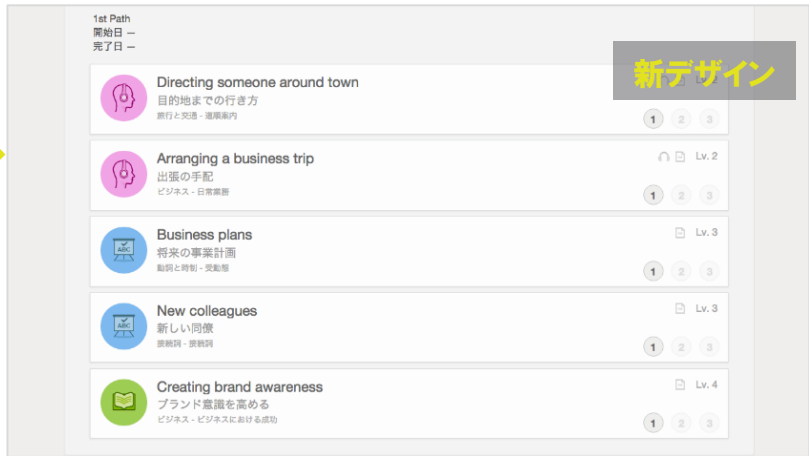 1st Path
開始日 —
完了日 —
新デザイン
Directing someone around town
目的地までの行き方
旅行と交通 - 道順案内
1 2 3
Arranging a business trip
Lv. 2
出張の手配
ビジネス - 日常業務
1 2 3
Business plans
Lv. 3
将来の事業計画
動詞と時制 - 受動態
1 2 3
ABC
New colleagues
Lv. 3
新しい同僚
接続詞 - 接続詞
1 2 3
ABC
Creating brand awareness
Lv. 4
ブランド意識を高める
ビジネス - ビジネスにおける成功
1 2 3